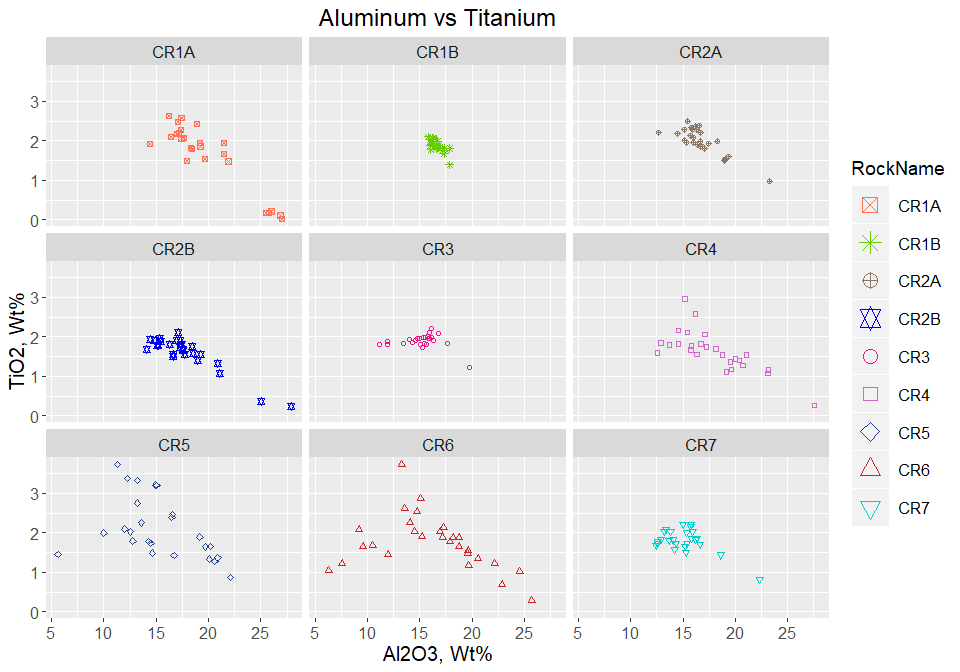 Aluminum vs Titanium
CR1A CR1B CR2A
3
2
1
0
CR2B CR3 CR4
3
2
1
0
CR5 CR6 CR7
3
2
1
0
5 10 15 20 25 5 10 15 20 25 5 10 15 20 25
Al2O3, Wt%
TiO2, Wt%
RockName
CR1A
CR1B
CR2A
CR2B
CR3
CR4
CR5
CR6
CR7